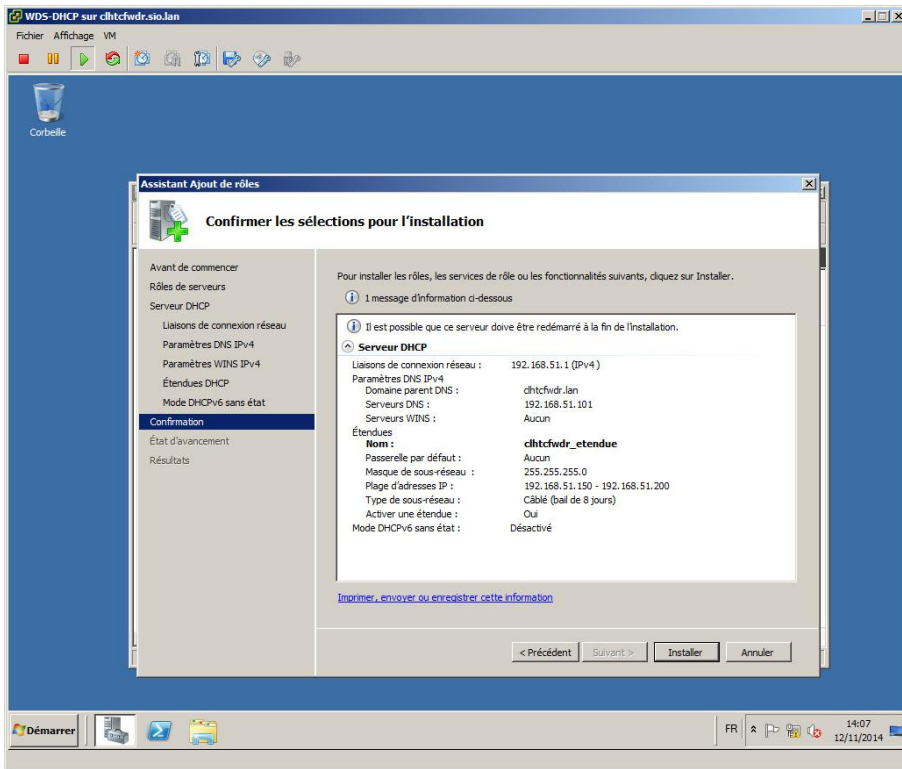 WDS-DHCP sur clhtcfwdr.sio.lan
Fichier Affichage VM
Corbeille
Assistant Ajout de rôles
Confirmer les sélections pour l'installation
Avant de commencer
Rôles de serveurs
Serveur DHCP
Liaisons de connexion réseau
Paramètres DNS IPv4
Paramètres WINS IPv4
Étendues DHCP
Mode DHCPv6 sans état
Confirmation
État d'avancement
Résultats
Pour installer les rôles, les services de rôle ou les fonctionnalités suivants, cliquez sur Installer.
1 message d'information ci-dessous
Il est possible que ce serveur doive être redémarré à la fin de l'installation.
Serveur DHCP
Liaisons de connexion réseau : 192.168.51.1 (IPv4)
Paramètres DNS IPv4
Domaine parent DNS : clhtcfwdr.lan
Serveurs DNS : 192.168.51.101
Serveurs WINS : Aucun
Étendues
Nom : clhtcfwdr_etendue
Passerelle par défaut : Aucun
Masque de sous-réseau : 255.255.255.0
Plage d'adresses IP : 192.168.51.150 - 192.168.51.200
Type de sous-réseau : Câblé (bail de 8 jours)
Activer une étendue : Oui
Mode DHCPv6 sans état : Désactivé
Imprimer, envoyer ou enregistrer cette information
< Précédent Suivant > Installer Annuler
Démarrer FR 14:07
12/11/2014